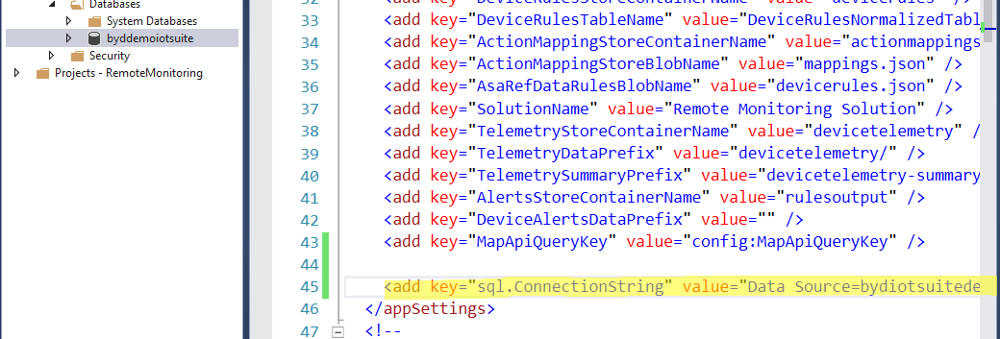 Databases
System Databases
byddemoiotsuite
Security
Projects - RemoteMonitoring
32
33 <add key="DeviceRulesTableName" value="DeviceRulesNormalizedTabl
34 <add key="ActionMappingStoreContainerName" value="actionmappings
35 <add key="ActionMappingStoreBlobName" value="mappings.json" />
36 <add key="AsaRefDataRulesBlobName" value="devicerules.json" />
37 <add key="SolutionName" value="Remote Monitoring Solution" />
38 <add key="TelemetryStoreContainerName" value="devicetelemetry" /
39 <add key="TelemetryDataPrefix" value="devicetelemetry/" />
40 <add key="TelemetrySummaryPrefix" value="devicetelemetry-summary
41 <add key="AlertsStoreContainerName" value="rulesoutput" />
42 <add key="DeviceAlertsDataPrefix" value="" />
43 <add key="MapApiQueryKey" value="config:MapApiQueryKey" />
44
45 <add key="sql.ConnectionString" value="Data Source=bydiotsuitede
46 </appSettings>
47 <!--